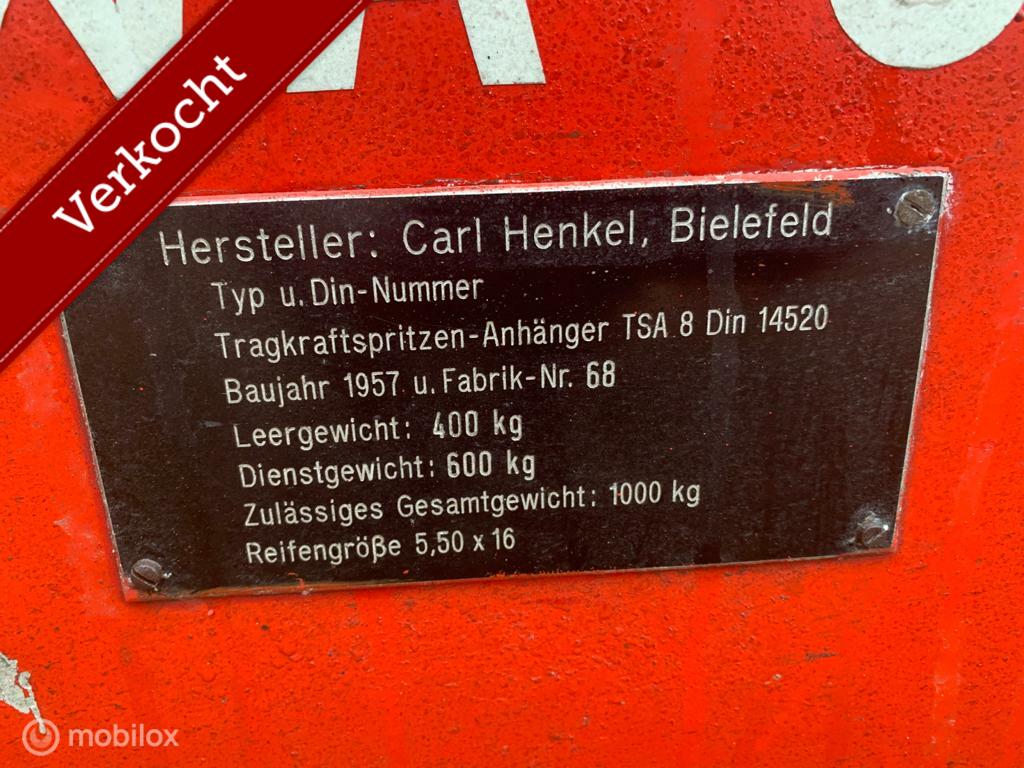 Verkocht
Hersteller: Carl Henkel, Bielefeld
Typ u. Din-Nummer
Tragkraftspritzen-Anhänger TSA 8 Din 14520
Baujahr 1957 u. Fabrik-Nr. 68
Leergewicht: 400 kg
Dienstgewicht: 600 kg
Zulässiges Gesamtgewicht: 1000 kg
Reifengröße 5,50 x 16
mobilox